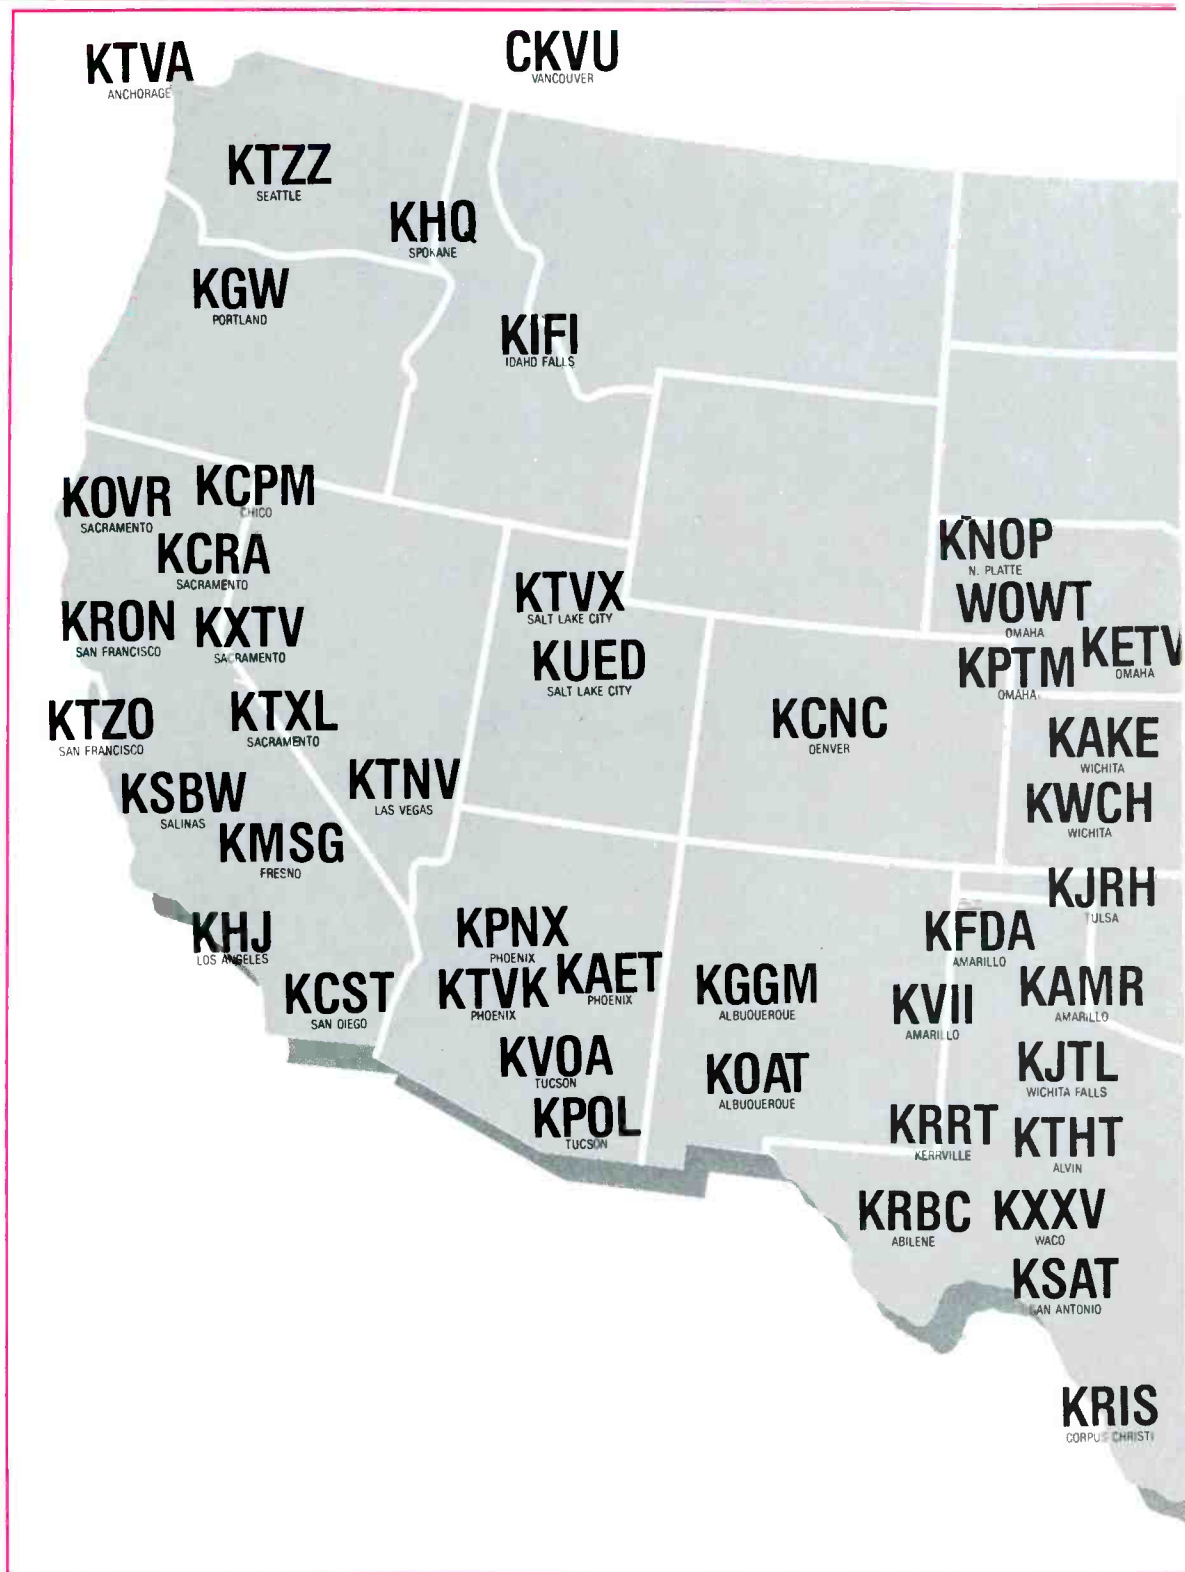 KTVA
ANCHORAGE
CKVU
VANCOUVER
KTZZ
SEATTLE
KHQ
SPOKANE
KGW
PORTLAND
KIFI
IDAHO FALLS
KOVR
SACRAMENTO
KCPM
CHICO
KCRA
SACRAMENTO
KRON
SAN FRANCISCO
KXTV
SACRAMENTO
KTVX
SALT LAKE CITY
KUED
SALT LAKE CITY
KNOP
N. PLATTE
WOWT
OMAHA
KPTM
OMAHA
KETV
OMAHA
KTZO
SAN FRANCISCO
KTXL
SACRAMENTO
KCNC
DENVER
KAKE
WICHITA
KWCH
WICHITA
KSBW
SALINAS
KTNV
LAS VEGAS
KMSG
FRESNO
KJRH
TULSA
KHJ
LOS ANGELES
KPNX
PHOENIX
KFDA
AMARILLO
KCST
SAN DIEGO
KTVK
PHOENIX
KAET
PHOENIX
KGGM
ALBUQUERQUE
KVII
AMARILLO
KAMR
AMARILLO
KVOA
TUCSON
KOAT
ALBUQUERQUE
KJTL
WICHITA FALLS
KPOL
TUCSON
KRRT
KERRVILLE
KTHT
ALVIN
KRBC
ABILENE
KXXV
WACO
KSAT
SAN ANTONIO
KRIS
CORPUS CHRISTI